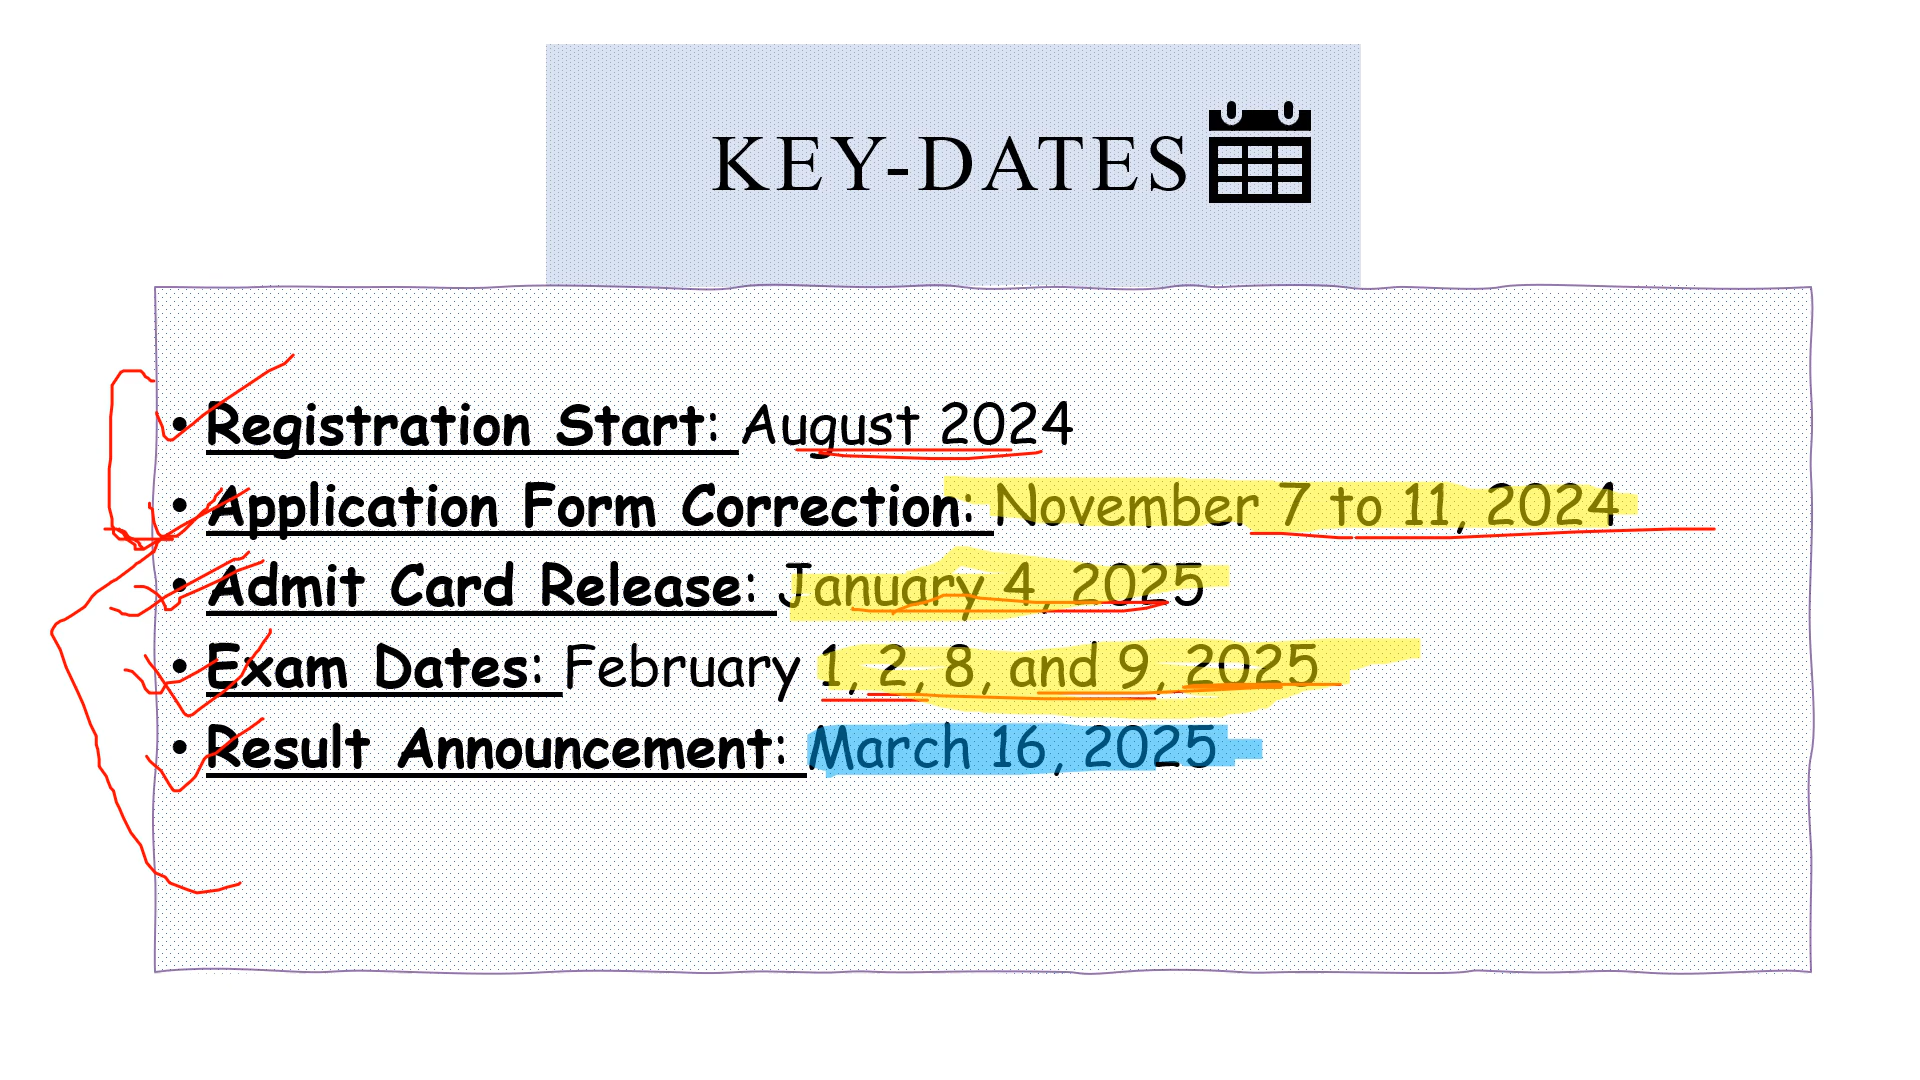 KEY-DATES
• Registration Start: August 2024
• Application Form Correction: November 7 to 11, 2024
• Admit Card Release: January 4, 2025
• Exam Dates: February 1, 2, 8, and 9, 2025
• Result Announcement: March 16, 2025